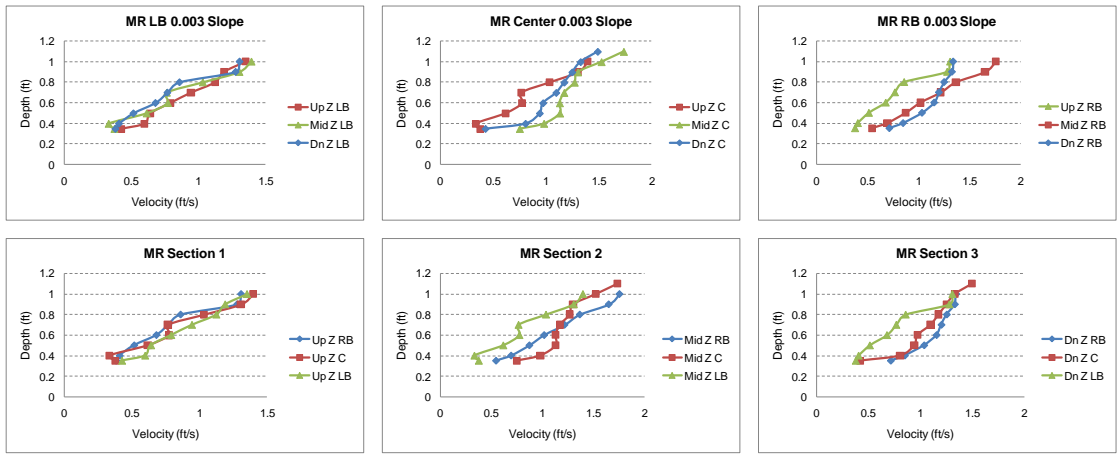 MR LB 0.003 Slope
1.2
1
0.8
0.6
0.4
0.2
0
Depth (ft)
0 0.5 1 1.5
Velocity (ft/s)
Up Z LB
Mid Z LB
Dn Z LB
MR Center 0.003 Slope
1.2
1
0.8
0.6
0.4
0.2
0
Depth (ft)
0 0.5 1 1.5 2
Velocity (ft/s)
Up Z C
Mid Z C
Dn Z C
MR RB 0.003 Slope
1.2
1
0.8
0.6
0.4
0.2
0
Depth (ft)
0 0.5 1 1.5 2
Velocity (ft/s)
Up Z RB
Mid Z RB
Dn Z RB
MR Section 1
1.2
1
0.8
0.6
0.4
0.2
0
Depth (ft)
0 0.5 1 1.5
Velocity (ft/s)
Up Z RB
Up Z C
Up Z LB
MR Section 2
1.2
1
0.8
0.6
0.4
0.2
0
Depth (ft)
0 0.5 1 1.5 2
Velocity (ft/s)
Mid Z RB
Mid Z C
Mid Z LB
MR Section 3
1.2
1
0.8
0.6
0.4
0.2
0
Depth (ft)
0 0.5 1 1.5 2
Velocity (ft/s)
Dn Z RB
Dn Z C
Dn Z LB